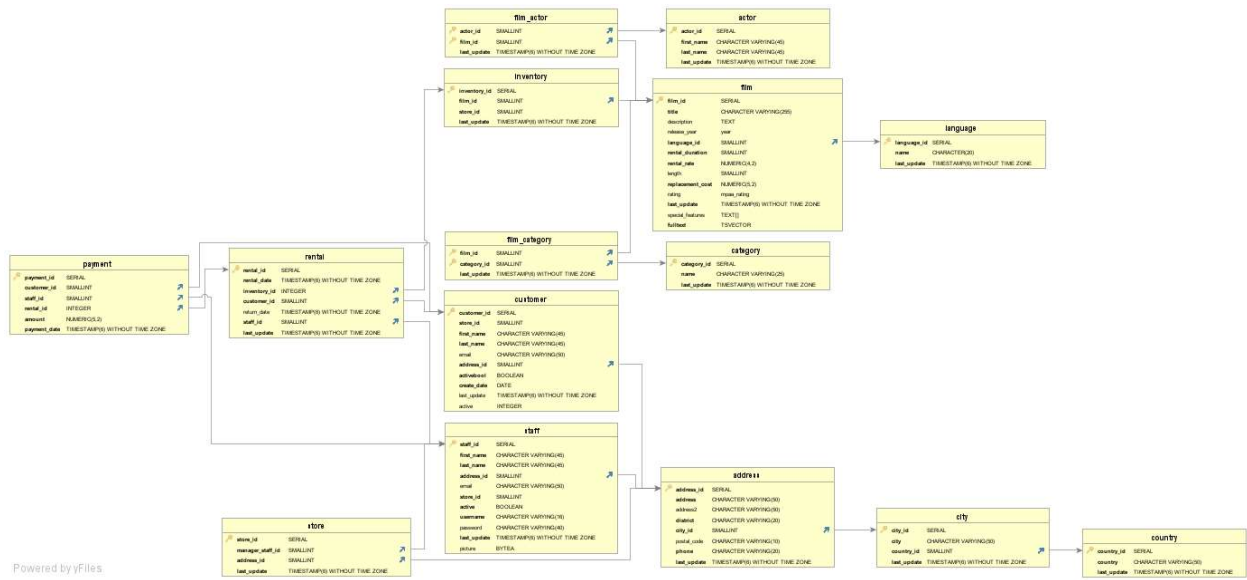 film_actor
actor_id SMALLINT
film_id SMALLINT
last_update TIMESTAMP(6) WITHOUT TIME ZONE
actor
actor_id SERIAL
first_name CHARACTER VARYING(45)
last_name CHARACTER VARYING(45)
last_update TIMESTAMP(6) WITHOUT TIME ZONE
inventory
inventory_id SERIAL
film_id SMALLINT
store_id SMALLINT
last_update TIMESTAMP(6) WITHOUT TIME ZONE
film
film_id SERIAL
title CHARACTER VARYING(255)
description TEXT
release_year year
language_id SMALLINT
rental_duration SMALLINT
rental_rate NUMERIC(4,2)
length SMALLINT
replacement_cost NUMERIC(5,2)
rating mpaa_rating
last_update TIMESTAMP(6) WITHOUT TIME ZONE
special_features TEXT[]
fulltext TSVECTOR
language
language_id SERIAL
name CHARACTER(20)
last_update TIMESTAMP(6) WITHOUT TIME ZONE
film_category
film_id SMALLINT
category_id SMALLINT
last_update TIMESTAMP(6) WITHOUT TIME ZONE
category
category_id SERIAL
name CHARACTER VARYING(25)
last_update TIMESTAMP(6) WITHOUT TIME ZONE
payment
payment_id SERIAL
customer_id SMALLINT
staff_id SMALLINT
rental_id INTEGER
amount NUMERIC(5,2)
payment_date TIMESTAMP(6) WITHOUT TIME ZONE
rental
rental_id SERIAL
rental_date TIMESTAMP(6) WITHOUT TIME ZONE
inventory_id INTEGER
customer_id SMALLINT
return_date TIMESTAMP(6) WITHOUT TIME ZONE
staff_id SMALLINT
last_update TIMESTAMP(6) WITHOUT TIME ZONE
customer
customer_id SERIAL
store_id SMALLINT
first_name CHARACTER VARYING(45)
last_name CHARACTER VARYING(45)
email CHARACTER VARYING(50)
address_id SMALLINT
activebool BOOLEAN
create_date DATE
last_update TIMESTAMP(6) WITHOUT TIME ZONE
active INTEGER
staff
staff_id SERIAL
first_name CHARACTER VARYING(45)
last_name CHARACTER VARYING(45)
address_id SMALLINT
email CHARACTER VARYING(50)
store_id SMALLINT
active BOOLEAN
username CHARACTER VARYING(16)
password CHARACTER VARYING(40)
last_update TIMESTAMP(6) WITHOUT TIME ZONE
picture BYTEA
store
store_id SERIAL
manager_staff_id SMALLINT
address_id SMALLINT
last_update TIMESTAMP(6) WITHOUT TIME ZONE
address
address_id SERIAL
address CHARACTER VARYING(50)
address2 CHARACTER VARYING(50)
district CHARACTER VARYING(20)
city_id SMALLINT
postal_code CHARACTER VARYING(10)
phone CHARACTER VARYING(20)
last_update TIMESTAMP(6) WITHOUT TIME ZONE
city
city_id SERIAL
city CHARACTER VARYING(50)
country_id SMALLINT
last_update TIMESTAMP(6) WITHOUT TIME ZONE
country
country_id SERIAL
country CHARACTER VARYING(50)
last_update TIMESTAMP(6) WITHOUT TIME ZONE
Powered by yFiles